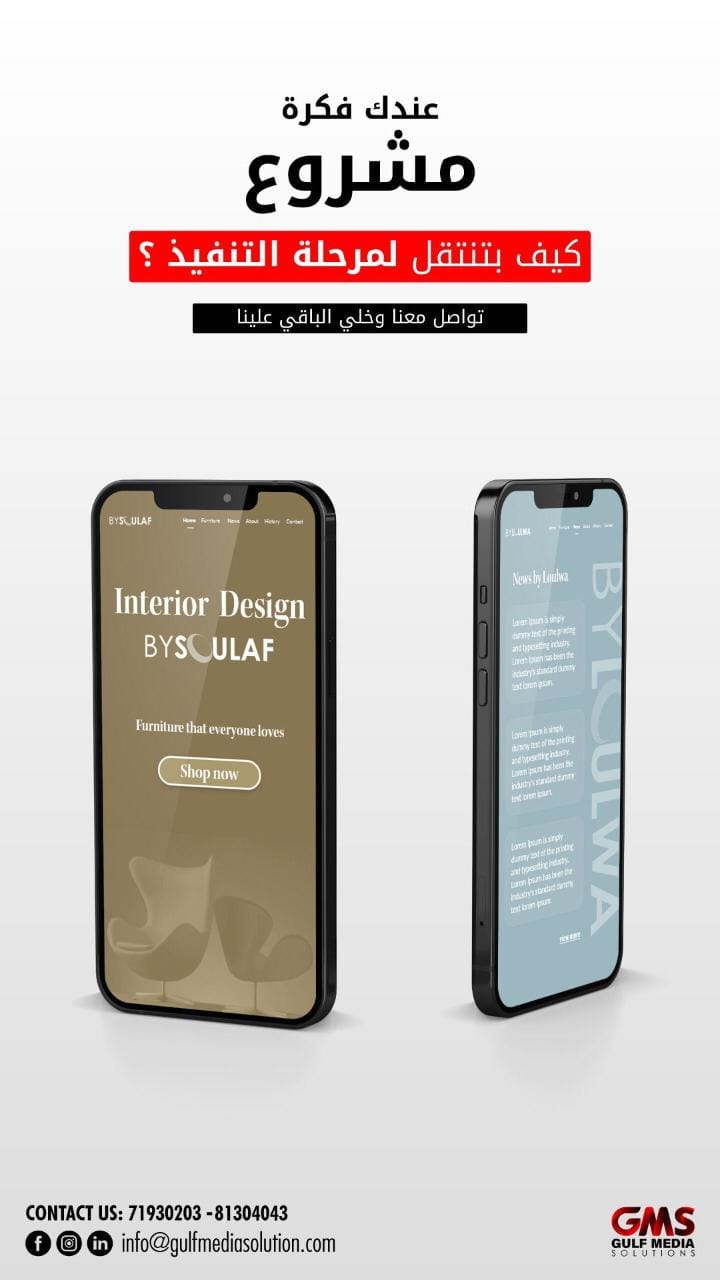 عندك فكرة
مشروع
كيف بتنتقل لمرحلة التنفيذ ؟
تواصل معنا وخلي الباقي علينا
BYSOULAF
Home Furniture News About History Contact
Interior Design
BYSOULAF
Furniture that everyone loves
Shop now
BYLOULWA
Home Furniture News About History Contact
News by Loulwa
Lorem Ipsum is simply
dummy text of the printing
and typesetting industry.
Lorem Ipsum has been the
industry's standard dummy
text lorem ipsum.
Lorem Ipsum is simply
dummy text of the printing
and typesetting industry.
Lorem Ipsum has been the
industry's standard dummy
text lorem ipsum.
Lorem Ipsum is simply
dummy text of the printing
and typesetting industry.
Lorem Ipsum has been the
industry's standard dummy
text lorem ipsum.
view more
BYLOULWA
CONTACT US: 71930203 -81304043
info@gulfmediasolution.com
GMS
GULF MEDIA
SOLUTIONS